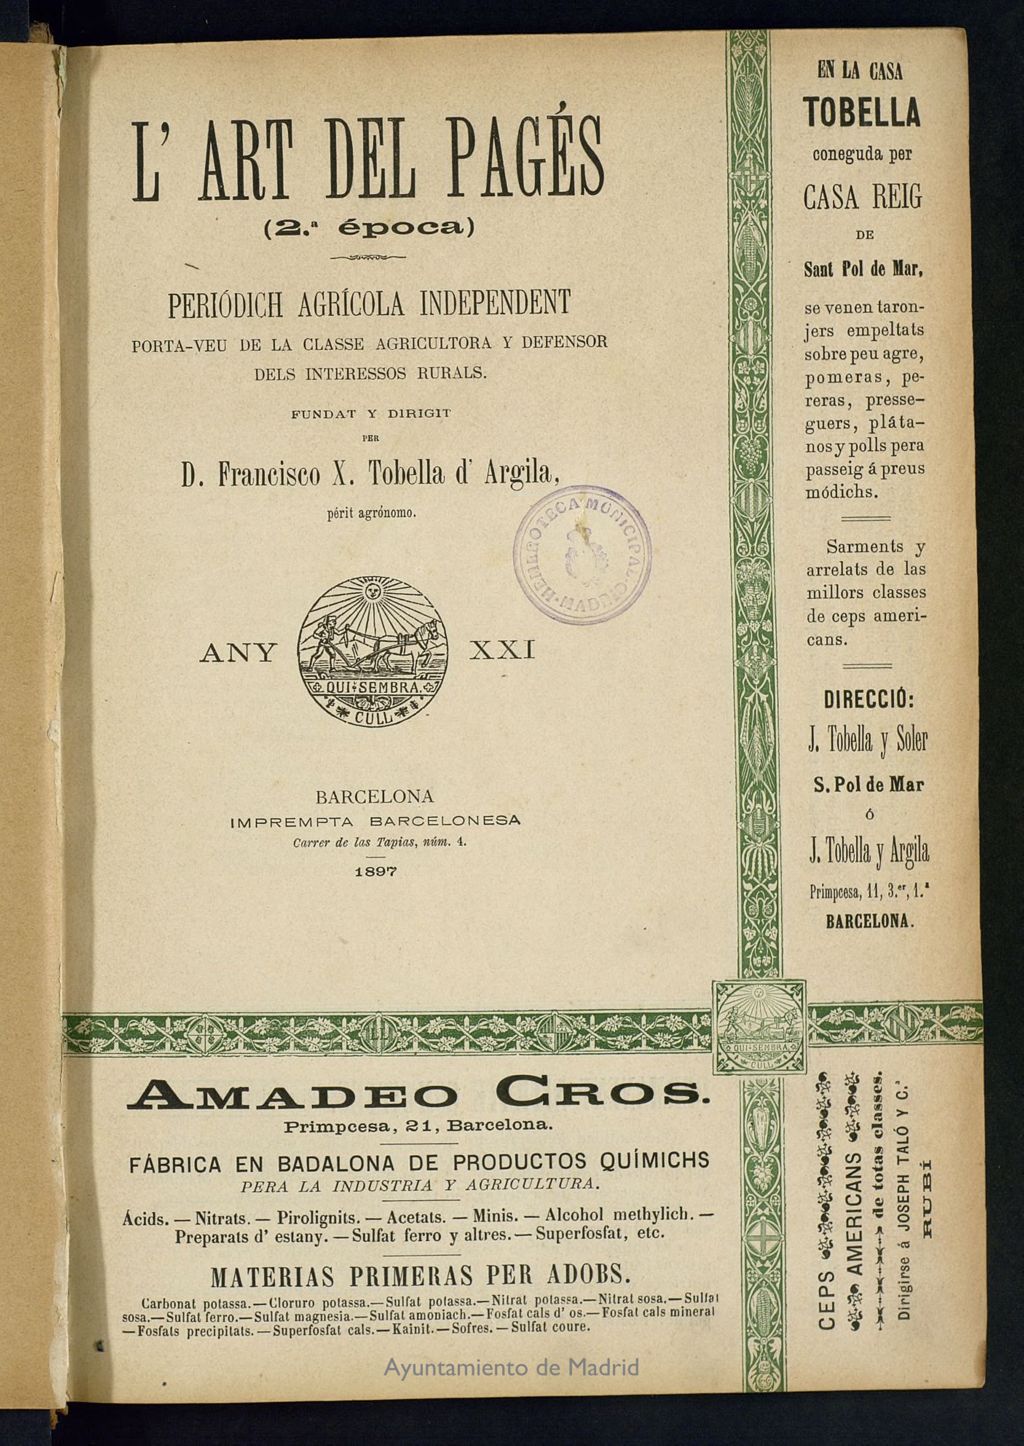 L' ART DEL PAGÉS
(2.ª época)
PERIÓDICH AGRÍCOLA INDEPENDENT
PORTA-VEU DE LA CLASSE AGRICULTORA Y DEFENSOR
DELS INTERESSOS RURALS.
FUNDAT Y DIRIGIT
PER
D. Francisco X. Tobella d' Argila,
périt agrónomo.
HEMEROTECA MUNICIPAL
MADRID
ANY XXI
QUI SEMBRA
CULL
BARCELONA
IMPREMPTA BARCELONESA
Carrer de las Tapias, núm. 4.
1897
EN LA CASA
TOBELLA
coneguda per
CASA REIG
DE
Sant Pol de Mar,
se venen taron-
jers empeltats
sobre peu agre,
pomeras, pe-
reras, presse-
guers, pláta-
nos y polls pera
passeig á preus
módichs.
Sarments y
arrelats de las
millors classes
de ceps ameri-
cans.
DIRECCIÓ:
J. Tobella y Soler
S. Pol de Mar
ó
J. Tobella y Argila
Primpcesa, 11, 3.er, 1.ª
BARCELONA.
QUI SEMBRA
CULL
AMADEO CROS.
Primpcesa, 21, Barcelona.
FÁBRICA EN BADALONA DE PRODUCTOS QUÍMICHS
PERA LA INDUSTRIA Y AGRICULTURA.
Ácids. — Nitrats. — Pirolignits. — Acetats. — Minis. — Alcohol methylich. —
Preparats d' estany. — Sulfat ferro y altres. — Superfosfat, etc.
MATERIAS PRIMERAS PER ADOBS.
Carbonat potassa.—Cloruro potassa.—Sulfat potassa.—Nitrat potassa.—Nitrat sosa.—Sulfat
sosa.—Sulfat ferro.—Sulfat magnesia.—Sulfat amoniach.—Fosfat cals d' os.—Fosfat cals mineral
—Fosfats precipitats.—Superfosfat cals.—Kainit.—Sofres.—Sulfat coure.
CEPS
AMERICANS
de totas classes.
Dirigirse á JOSEPH TALÓ Y C.ª
RUBÍ
Ayuntamiento de Madrid